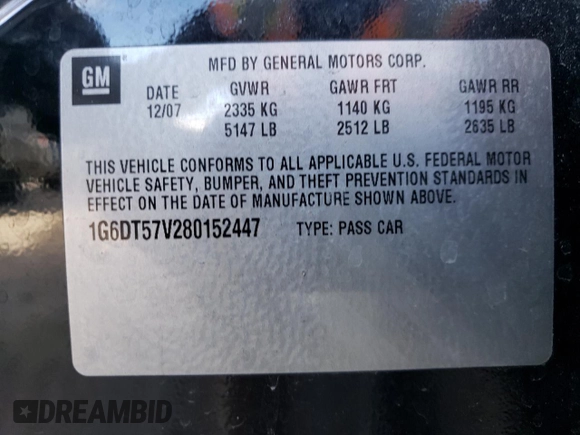 GM
MFD BY GENERAL MOTORS CORP.
DATE GVWR GAWR FRT GAWR RR
12/07 2335 KG 1140 KG 1195 KG
5147 LB 2512 LB 2635 LB
THIS VEHICLE CONFORMS TO ALL APPLICABLE U.S. FEDERAL MOTOR
VEHICLE SAFETY, BUMPER, AND THEFT PREVENTION STANDARDS IN
EFFECT ON THE DATE OF MANUFACTURE SHOWN ABOVE.
1G6DT57V280152447 TYPE: PASS CAR
DREAMBID